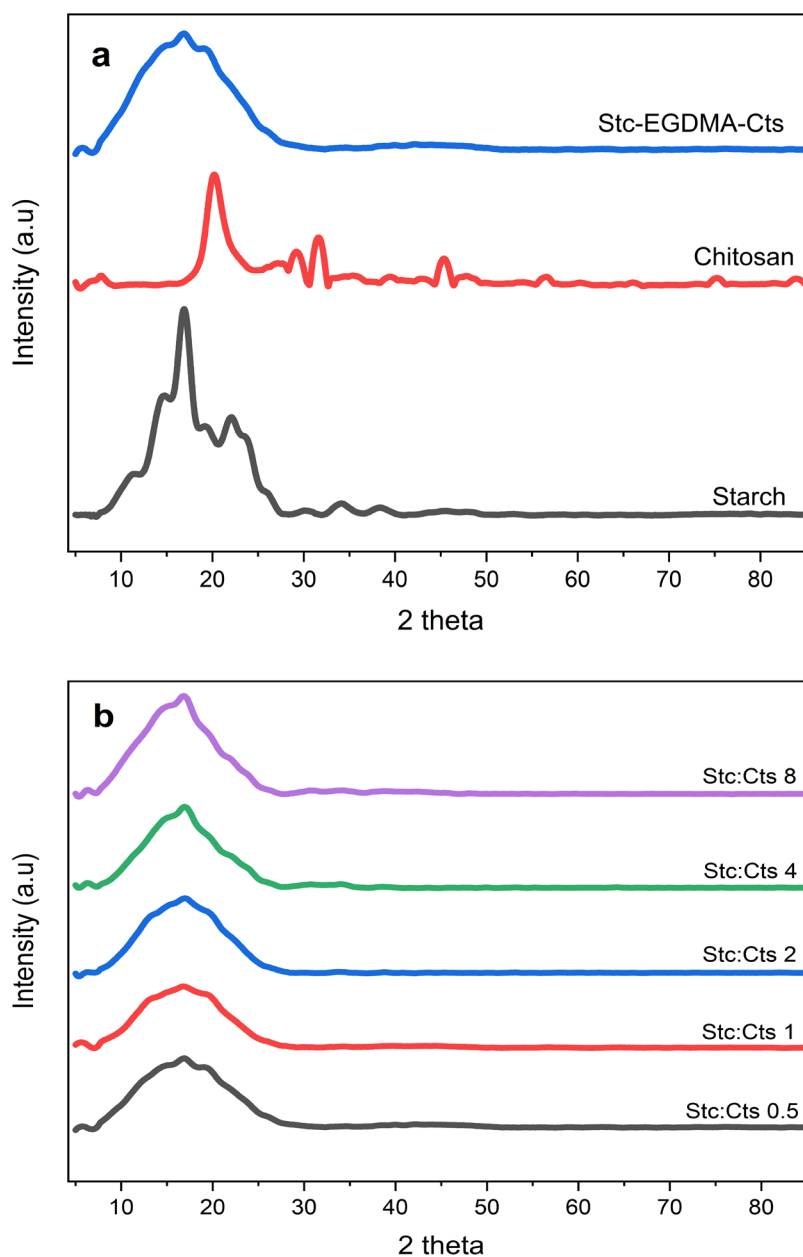 a
Stc-EGDMA-Cts
Chitosan
Starch
Intensity (a.u)
10 20 30 40 50 60 70 80
2 theta
b
Stc:Cts 8
Stc:Cts 4
Stc:Cts 2
Stc:Cts 1
Stc:Cts 0.5
Intensity (a.u)
10 20 30 40 50 60 70 80
2 theta